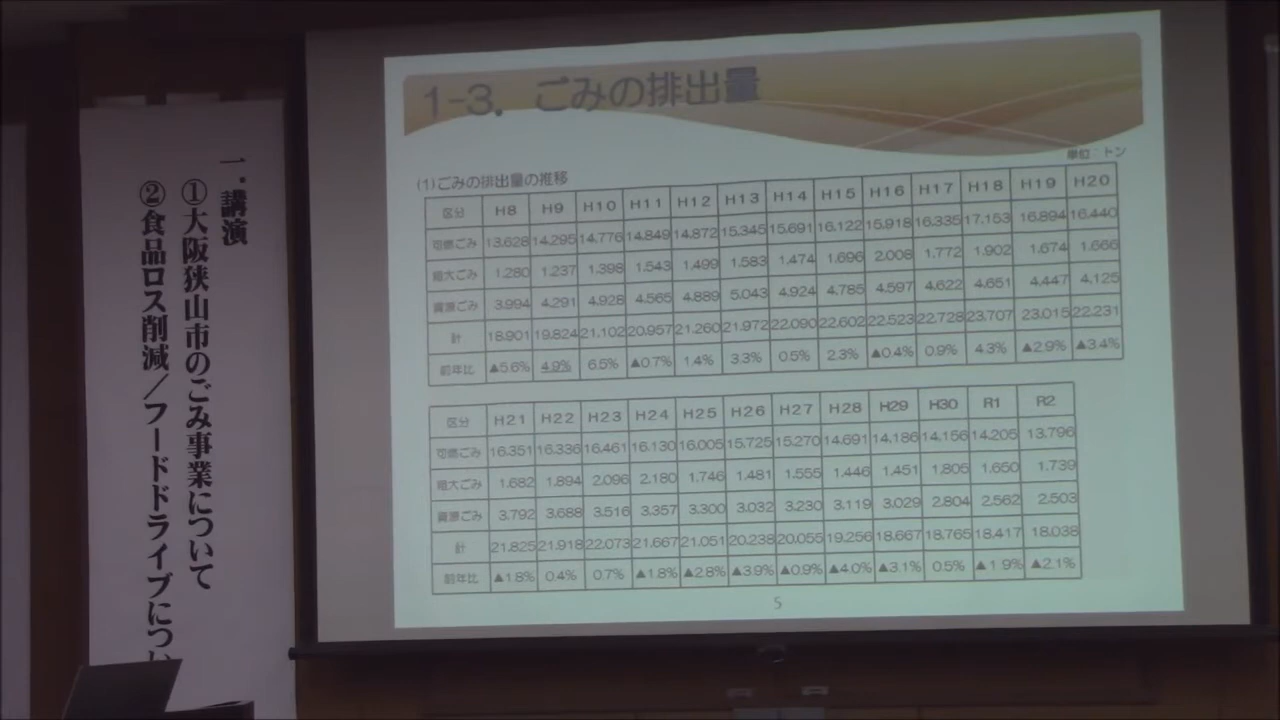 一．講演
①大阪狭山市のごみ事業について
②食品ロス削減／フードドライブについ
1-3．ごみの排出量
単位：トン
(1)ごみの排出量の推移
区分 H8 H9 H10 H11 H12 H13 H14 H15 H16 H17 H18 H19 H20
可燃ごみ 13.628 14.295 14.776 14.849 14.872 15.345 15.691 16.122 15.918 16.335 17.153 16.894 16.440
粗大ごみ 1.280 1.237 1.398 1.543 1.499 1.583 1.474 1.696 2.008 1.772 1.902 1.674 1.666
資源ごみ 3.994 4.291 4.928 4.565 4.889 5.043 4.924 4.785 4.597 4.622 4.651 4.447 4.125
計 18.901 19.824 21.102 20.957 21.260 21.972 22.090 22.602 22.523 22.728 23.707 23.015 22.231
前年比 ▲5.6% 4.9% 6.5% ▲0.7% 1.4% 3.3% 0.5% 2.3% ▲0.4% 0.9% 4.3% ▲2.9% ▲3.4%
区分 H21 H22 H23 H24 H25 H26 H27 H28 H29 H30 R1 R2
可燃ごみ 16.351 16.336 16.461 16.130 16.005 15.725 15.270 14.691 14.186 14.156 14.205 13.796
粗大ごみ 1.682 1.894 2.096 2.180 1.746 1.481 1.555 1.446 1.451 1.805 1.650 1.739
資源ごみ 3.792 3.688 3.516 3.357 3.300 3.032 3.230 3.119 3.029 2.804 2.562 2.503
計 21.825 21.918 22.073 21.667 21.051 20.238 20.055 19.256 18.667 18.765 18.417 18.038
前年比 ▲1.8% 0.4% 0.7% ▲1.8% ▲2.8% ▲3.9% ▲0.9% ▲4.0% ▲3.1% 0.5% ▲1.9% ▲2.1%
5